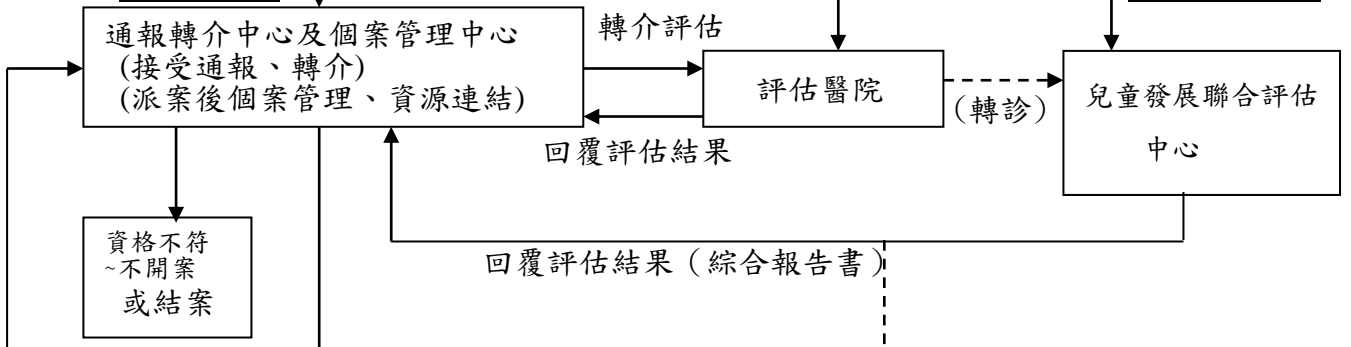 通報轉介中心及個案管理中心
(接受通報、轉介)
(派案後個案管理、資源連結)
轉介評估
評估醫院
(轉診)
兒童發展聯合評估
中心
回覆評估結果
資格不符
~不開案
或結案
回覆評估結果（綜合報告書）